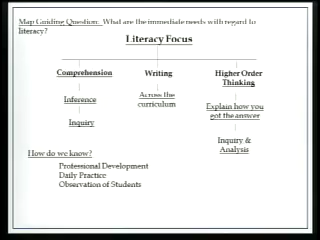 Map Guiding Question: What are the immediate needs with regard to
literacy?
Literacy Focus
Comprehension
Writing
Higher Order
Thinking
Inference
Across the
curriculum
Explain how you
got the answer
Inquiry
Inquiry &
Analysis
How do we know?
Professional Development
Daily Practice
Observation of Students